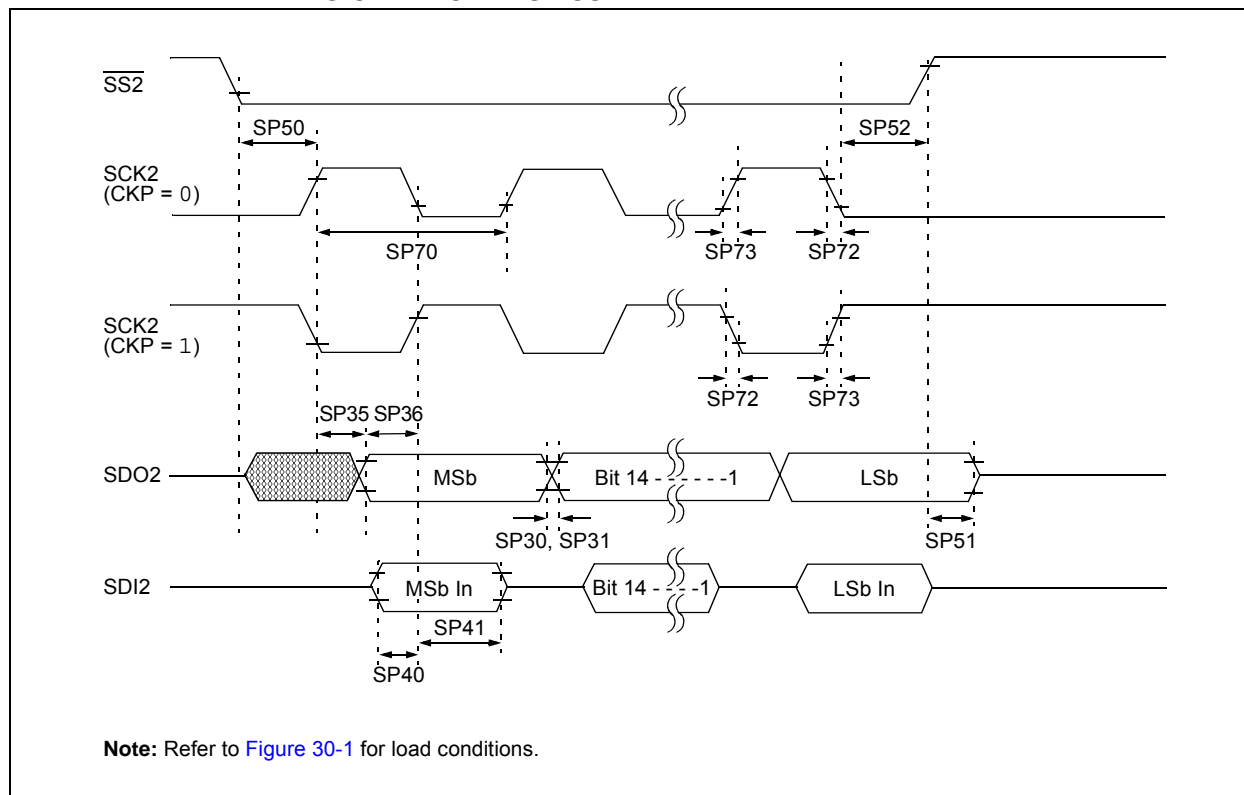 SS2
SP50
SP52
SCK2
(CKP = 0)
SP70
SP73
SP72
SCK2
(CKP = 1)
SP72
SP73
SP35
SP36
SDO2
MSb
Bit 14 - - - - - -1
LSb
SP30, SP31
SP51
SDI2
MSb In
Bit 14 - - - -1
LSb In
SP41
SP40
Note: Refer to Figure 30-1 for load conditions.